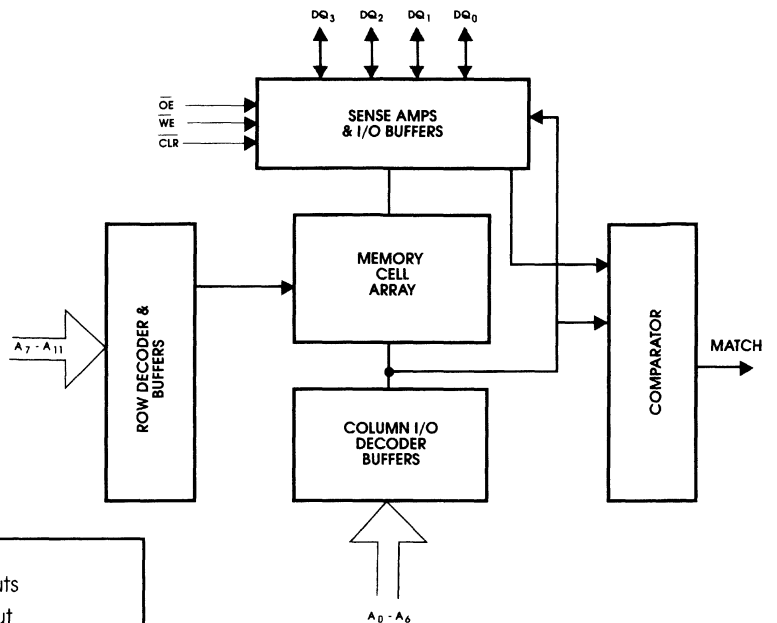 DQ₃ DQ₂ DQ₁ DQ₀
OE
WE
CLR
SENSE AMPS
& I/O BUFFERS
MEMORY
CELL
ARRAY
ROW DECODER &
BUFFERS
A₇ - A₁₁
COLUMN I/O
DECODER
BUFFERS
COMPARATOR
MATCH
A₀ - A₆